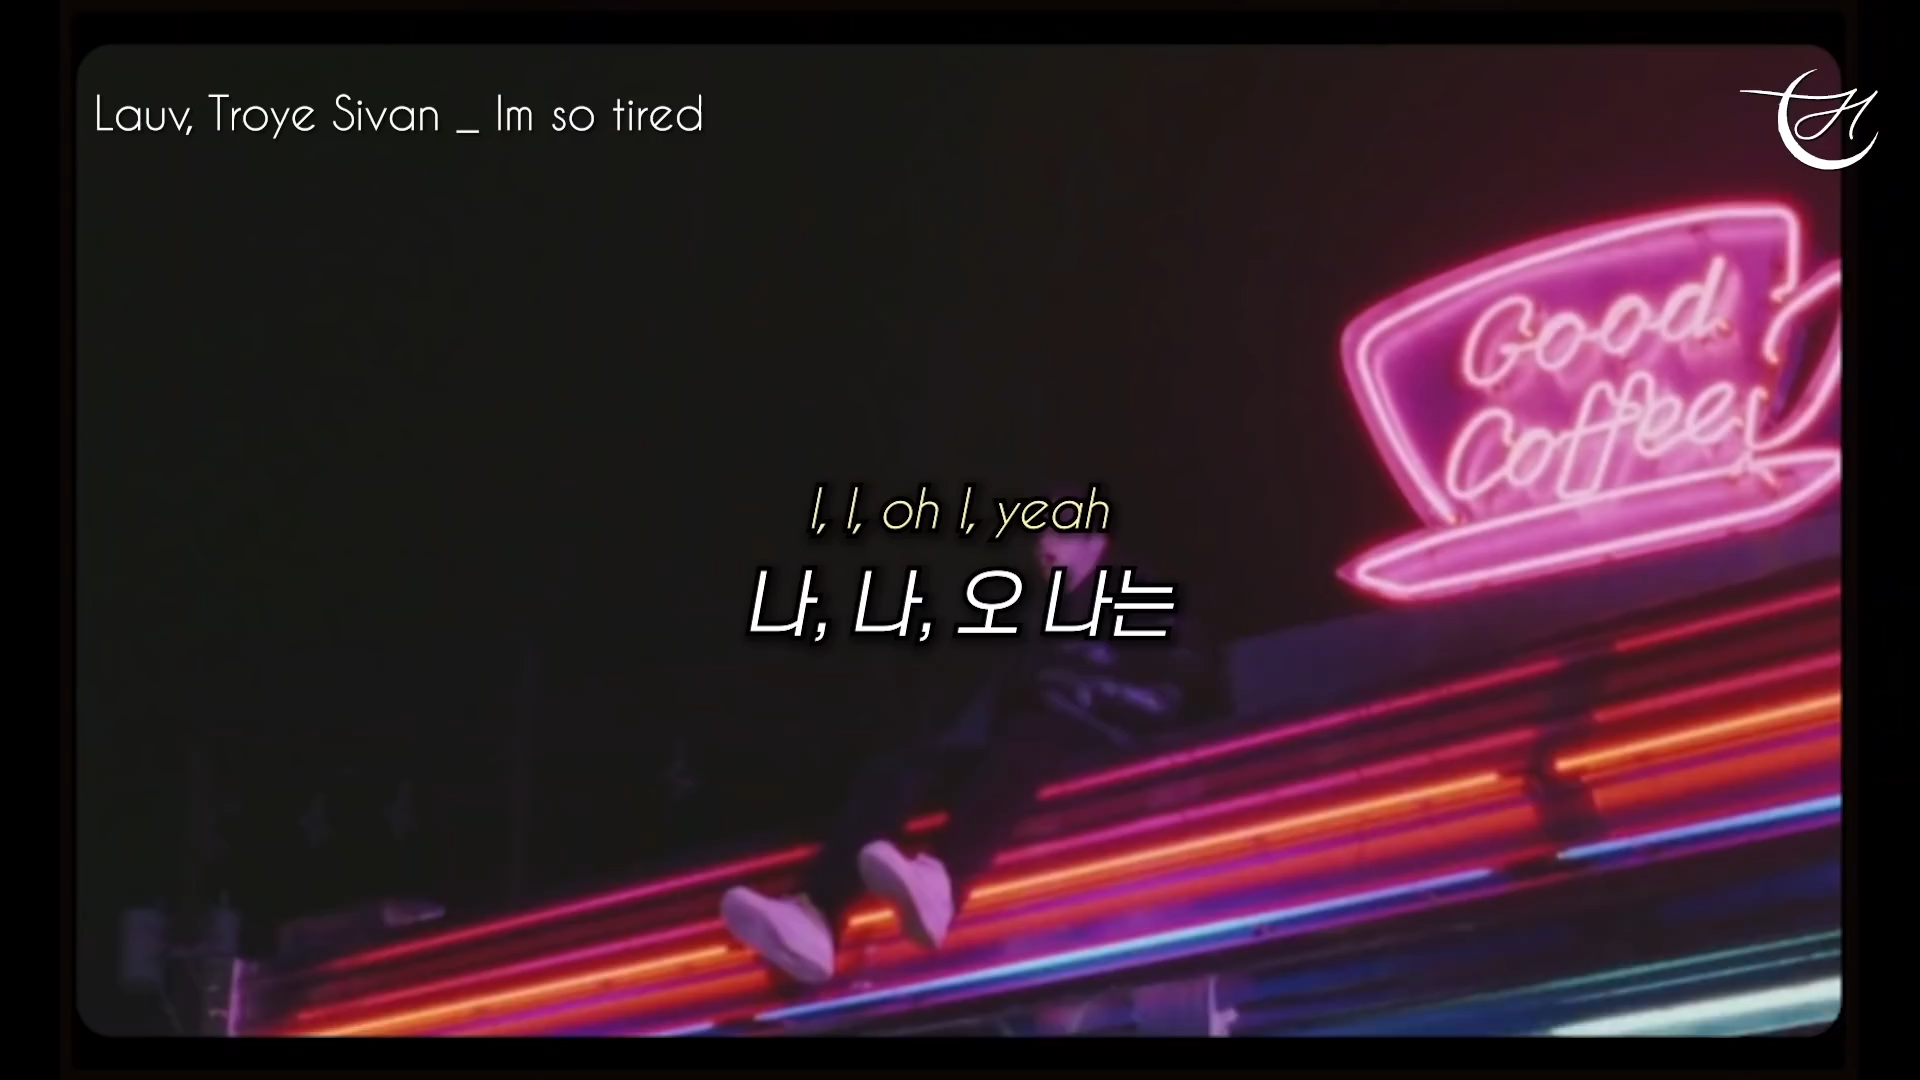 Lauv, Troye Sivan _ Im so tired
Good
Coffee
I, I, oh I, yeah
나, 나, 오 나는